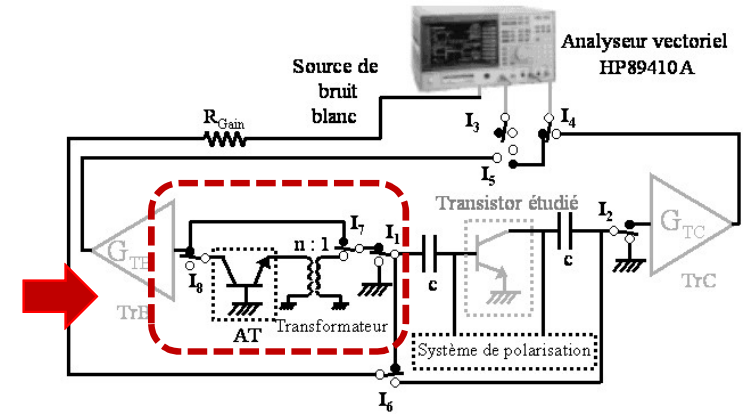 Analyseur vectoriel
HP89410A
Source de
bruit
blanc
R_Gain
I_3
I_4
I_5
Transistor étudié
I_2
G_TC
TrC
I_7
I_1
n : 1
G_TB
I_8
c
c
TrB
AT
Transformateur
Système de polarisation
I_6